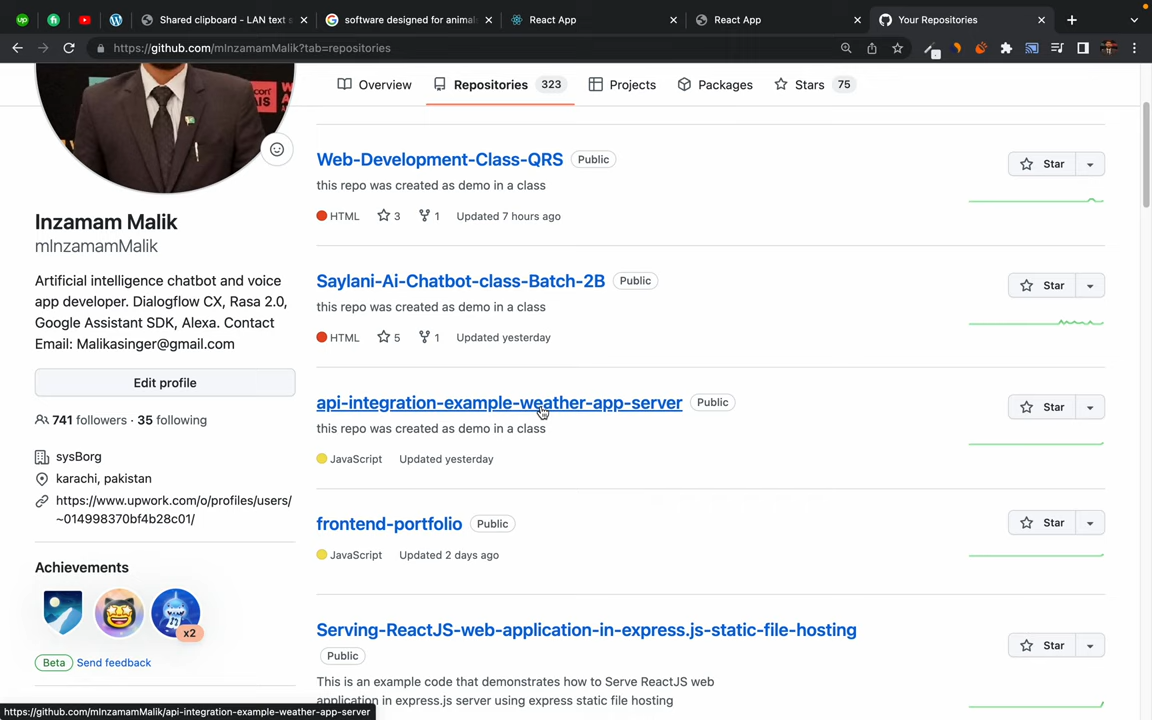 Shared clipboard - LAN text s
software designed for animal
React App
React App
Your Repositories
https://github.com/mInzamamMalik?tab=repositories
Overview
Repositories 323
Projects
Packages
Stars 75
Web-Development-Class-QRS Public
Star
this repo was created as demo in a class
HTML 3 1 Updated 7 hours ago
Inzamam Malik
mInzamamMalik
Artificial intelligence chatbot and voice
app developer. Dialogflow CX, Rasa 2.0,
Google Assistant SDK, Alexa. Contact
Email: Malikasinger@gmail.com
Edit profile
741 followers · 35 following
sysBorg
karachi, pakistan
https://www.upwork.com/o/profiles/users/
~014998370bf4b28c01/
Achievements
x2
Beta Send feedback
Saylani-Ai-Chatbot-class-Batch-2B Public
Star
this repo was created as demo in a class
HTML 5 1 Updated yesterday
api-integration-example-weather-app-server Public
Star
this repo was created as demo in a class
JavaScript Updated yesterday
frontend-portfolio Public
Star
JavaScript Updated 2 days ago
Serving-ReactJS-web-application-in-express.js-static-file-hosting
Public
Star
This is an example code that demonstrates how to Serve ReactJS web
application in express.js server using express static file hosting
https://github.com/mInzamamMalik/api-integration-example-weather-app-server